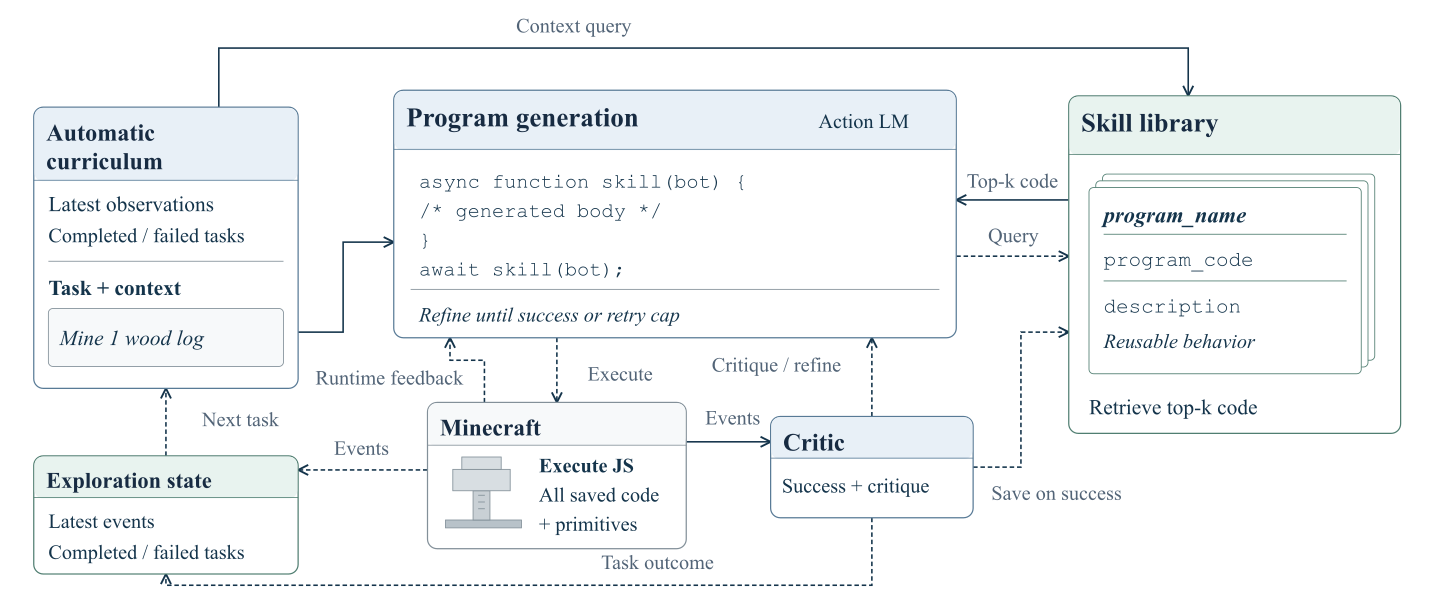 Context query
Automatic
curriculum
Latest observations
Completed / failed tasks
Task + context
Mine 1 wood log
Program generation
Action LM
async function skill(bot) {
/* generated body */
}
await skill(bot);
Refine until success or retry cap
Top-k code
Query
Skill library
program_name
program_code
description
Reusable behavior
Retrieve top-k code
Runtime feedback
Execute
Critique / refine
Next task
Events
Minecraft
Execute JS
All saved code
+ primitives
Events
Critic
Success + critique
Save on success
Exploration state
Latest events
Completed / failed tasks
Task outcome